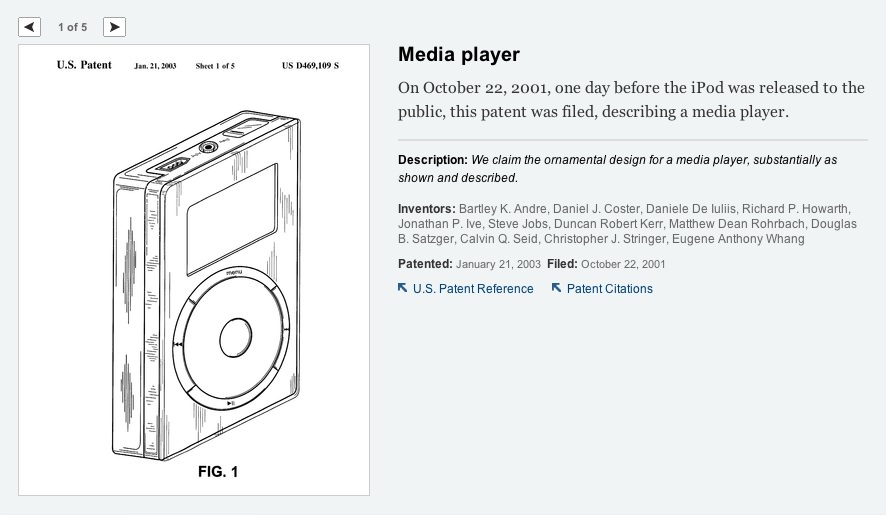 1 of 5
U.S. Patent Jan. 21, 2003 Sheet 1 of 5 US D469,109 S
menu
FIG. 1
Media player
On October 22, 2001, one day before the iPod was released to the
public, this patent was filed, describing a media player.
Description: We claim the ornamental design for a media player, substantially as
shown and described.
Inventors: Bartley K. Andre, Daniel J. Coster, Daniele De Iuliis, Richard P. Howarth,
Jonathan P. Ive, Steve Jobs, Duncan Robert Kerr, Matthew Dean Rohrbach, Douglas
B. Satzger, Calvin Q. Seid, Christopher J. Stringer, Eugene Anthony Whang
Patented: January 21, 2003 Filed: October 22, 2001
U.S. Patent Reference Patent Citations